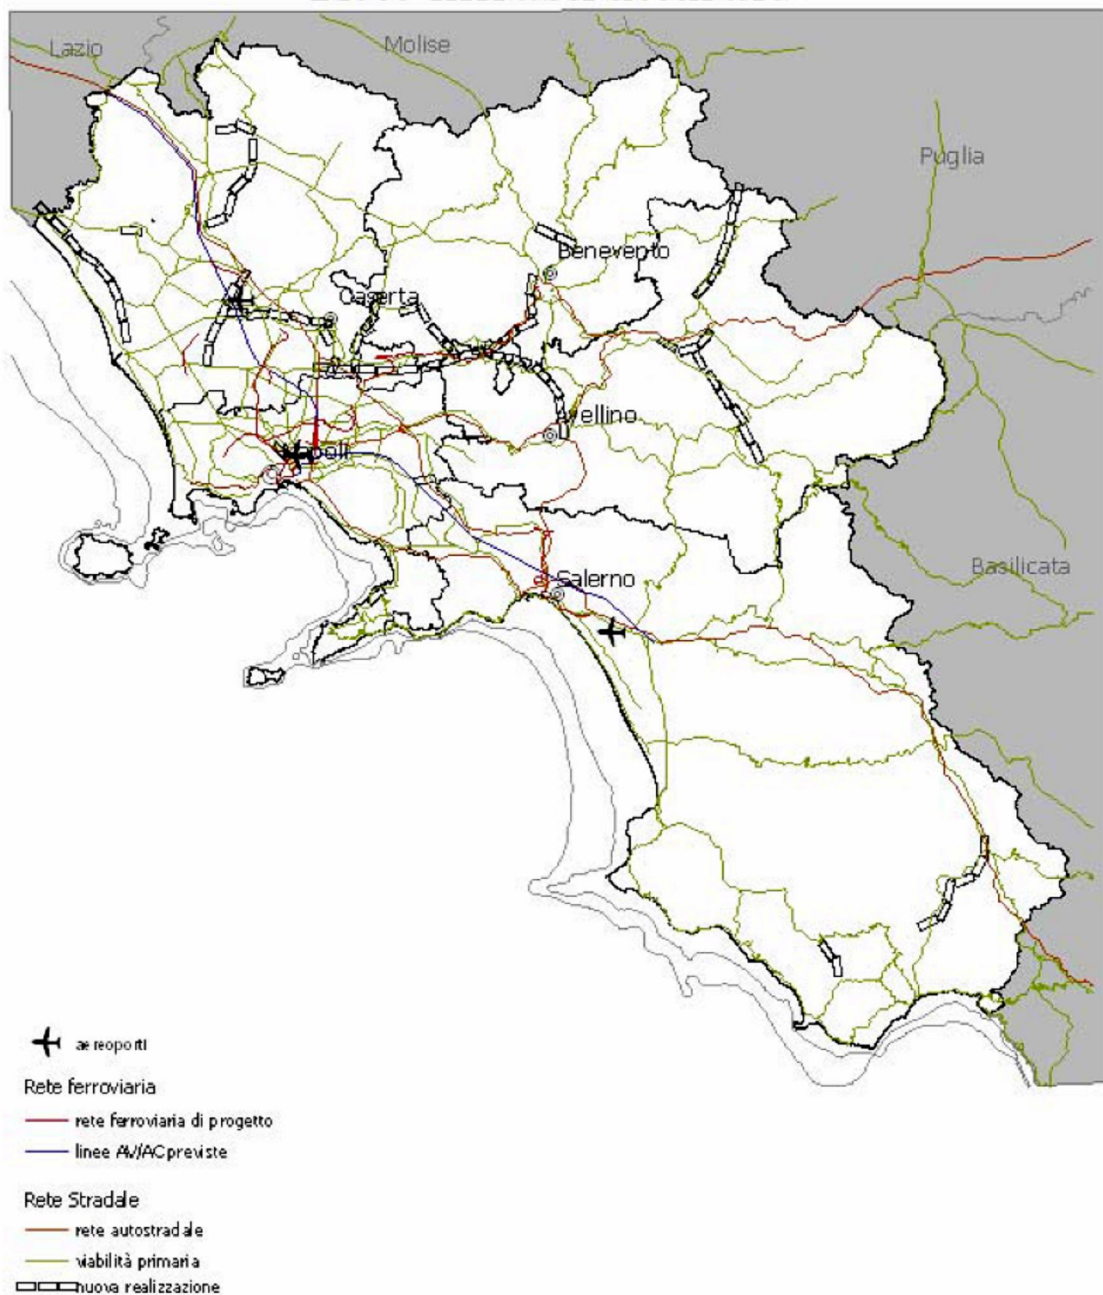 Lazio
Molise
Puglia
Benevento
Caserta
Avellino
Basilicata
Salerno
aereoporti
Rete ferroviaria
rete ferroviaria di progetto
linee AV/AC previste
Rete Stradale
rete autostradale
viabilità primaria
nuova realizzazione